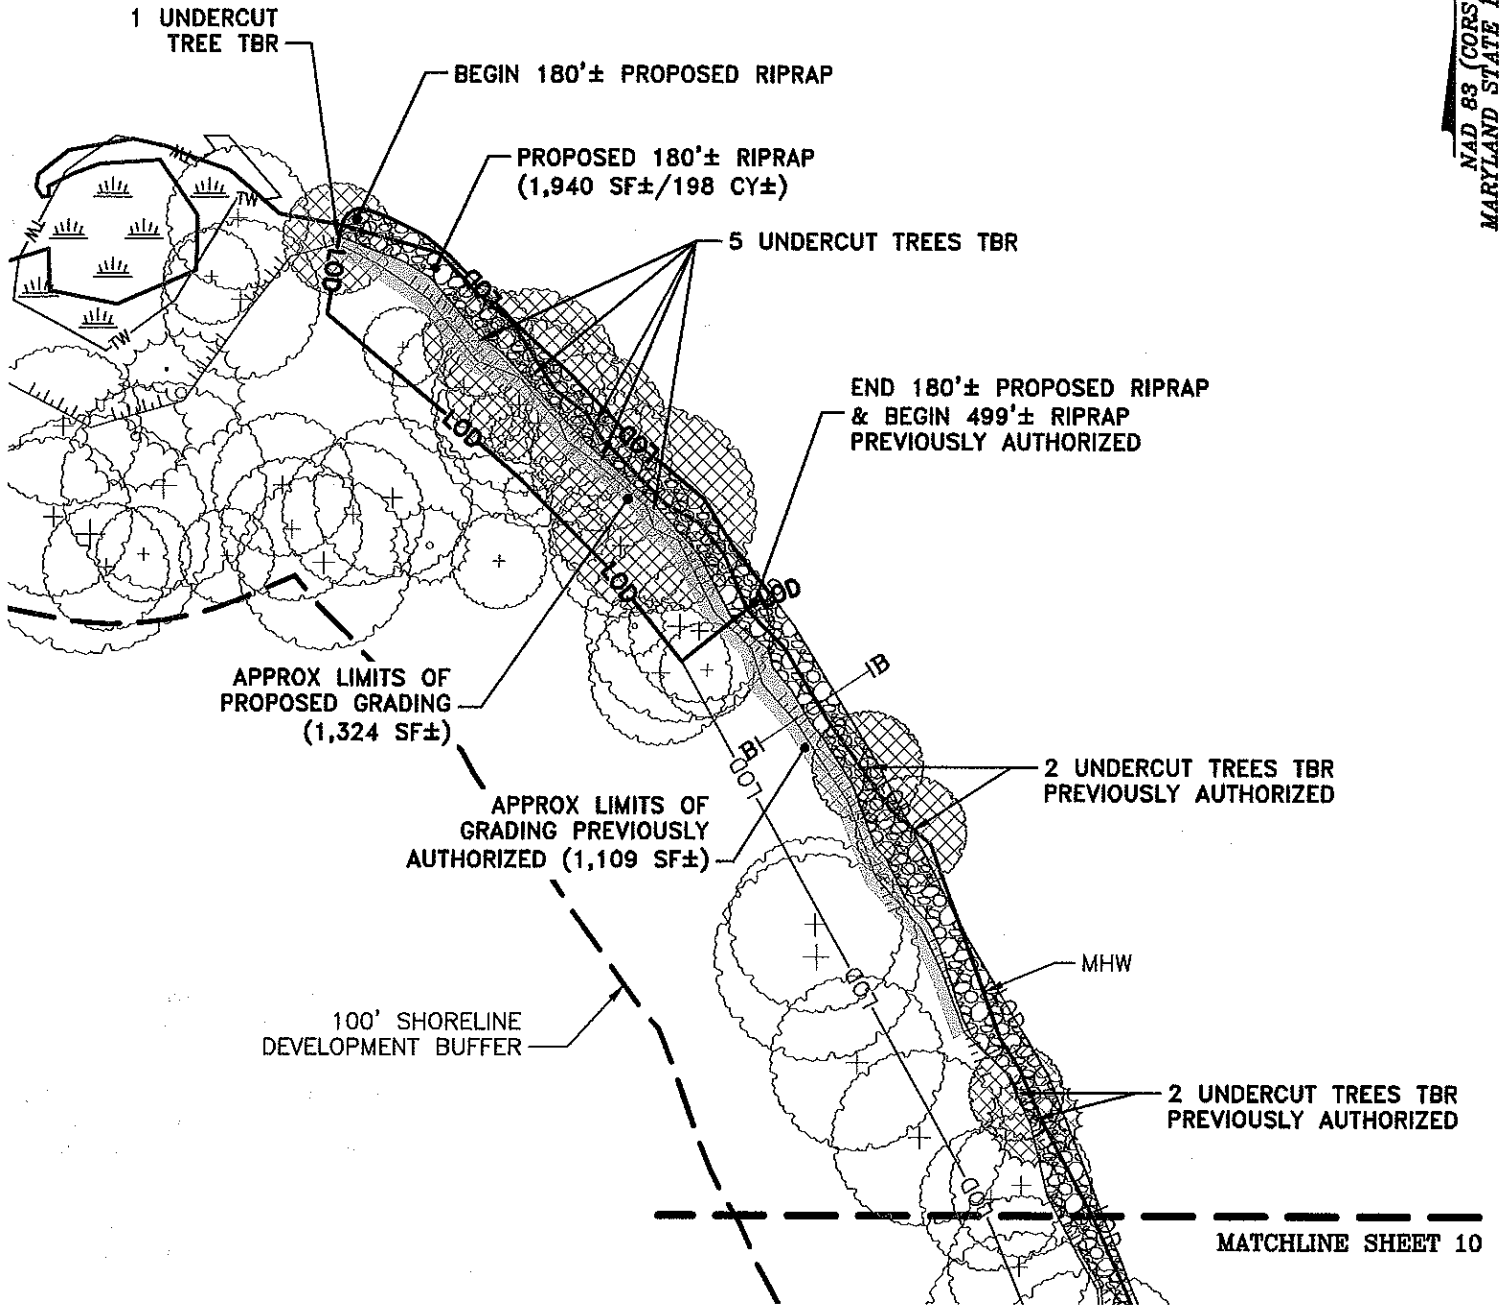 1 UNDERCUT
TREE TBR
BEGIN 180'± PROPOSED RIPRAP
NAD 83 (CORS
MARYLAND STATE
PROPOSED 180'± RIPRAP
(1,940 SF±/198 CY±)
5 UNDERCUT TREES TBR
TW
TW
TW
TW
LOD
LOD
LOD
LOD
LOD
LOD
END 180'± PROPOSED RIPRAP
& BEGIN 499'± RIPRAP
PREVIOUSLY AUTHORIZED
APPROX LIMITS OF
PROPOSED GRADING
(1,324 SF±)
IB
BI
LOD
2 UNDERCUT TREES TBR
PREVIOUSLY AUTHORIZED
APPROX LIMITS OF
GRADING PREVIOUSLY
AUTHORIZED (1,109 SF±)
MHW
LOD
100' SHORELINE
DEVELOPMENT BUFFER
2 UNDERCUT TREES TBR
PREVIOUSLY AUTHORIZED
LOD
MATCHLINE SHEET 10